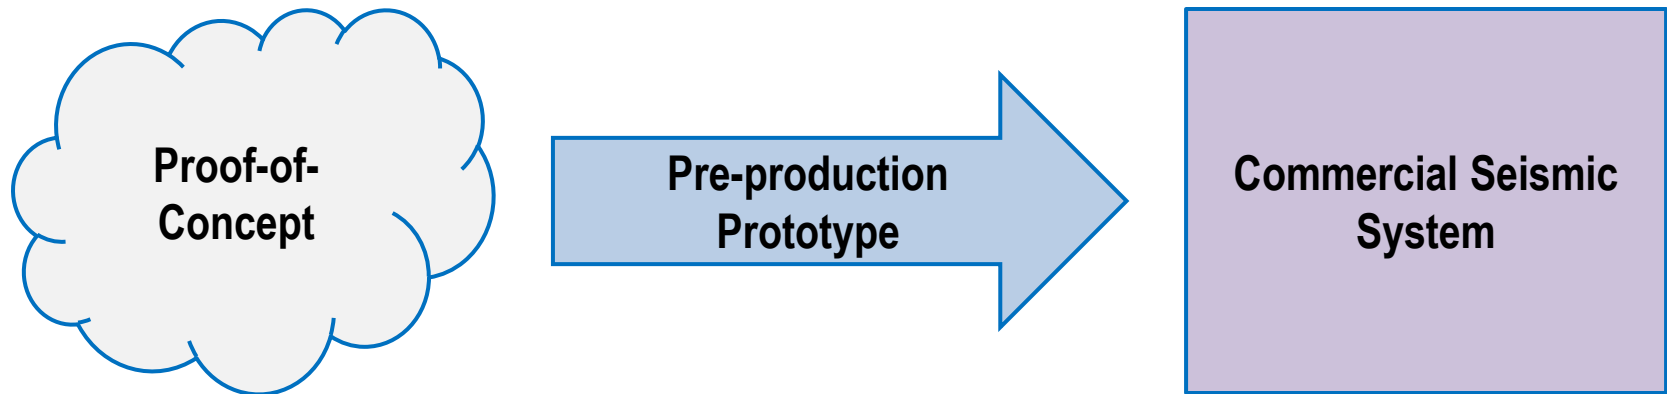 Proof-of-
Concept
Pre-production
Prototype
Commercial Seismic
System